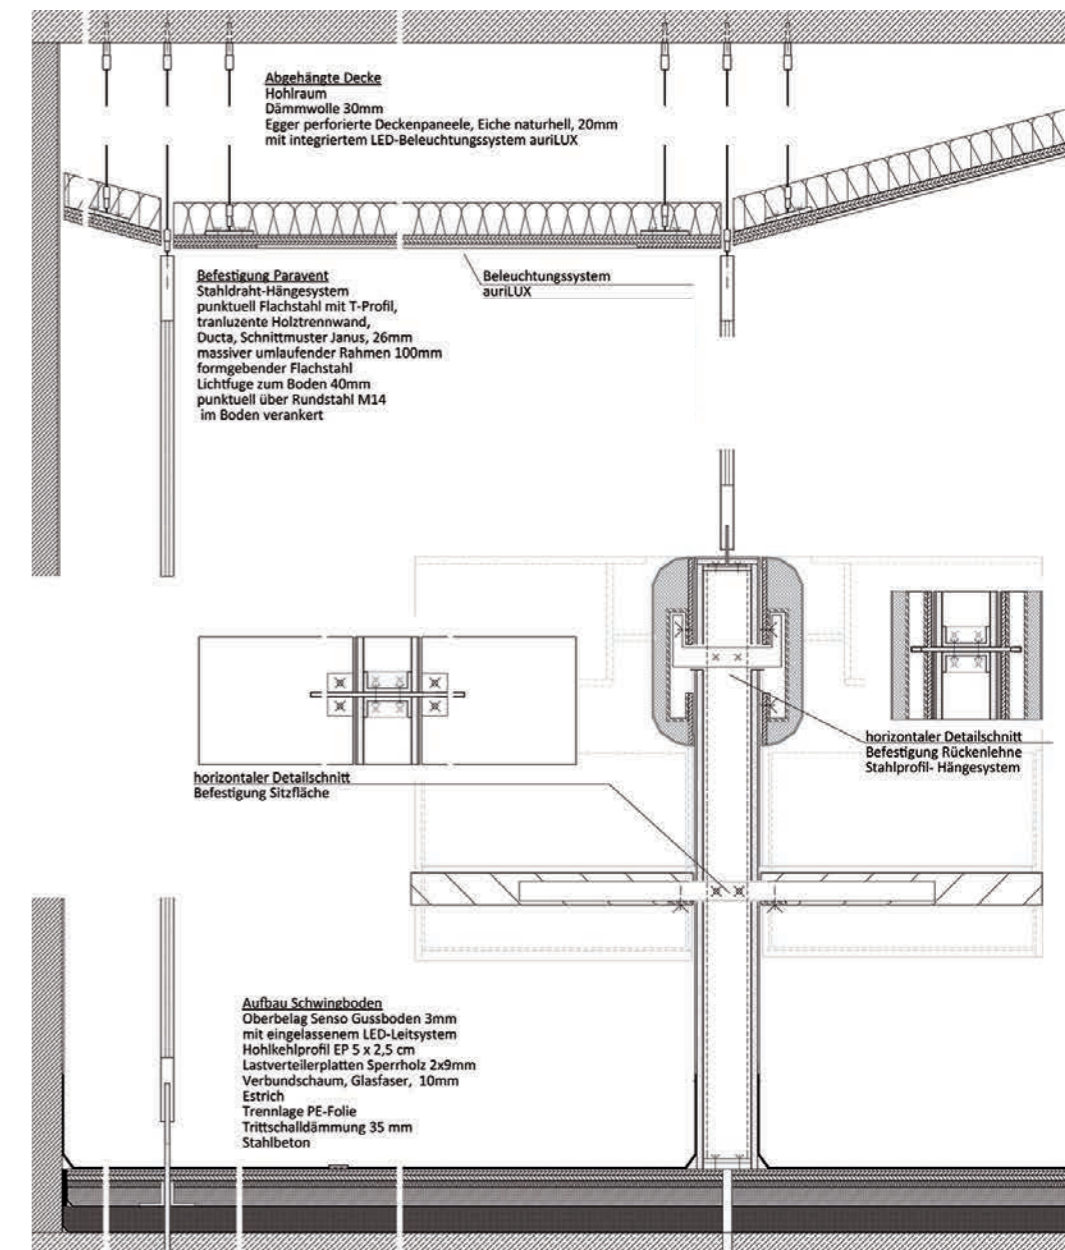 Abgehängte Decke
Hohlraum
Dämmwolle 30mm
Egger perforierte Deckenpaneele, Eiche naturhell, 20mm
mit integriertem LED-Beleuchtungssystem auriLUX
Befestigung Paravent
Stahldraht-Hängesystem
punktuell Flachstahl mit T-Profil,
tranluzente Holztrennwand,
Ducta, Schnittmuster Janus, 26mm
massiver umlaufender Rahmen 100mm
formgebender Flachstahl
Lichtfuge zum Boden 40mm
punktuell über Rundstahl M14
im Boden verankert
Beleuchtungssystem
auriLUX
horizontaler Detailschnitt
Befestigung Rückenlehne
Stahlprofil- Hängesystem
horizontaler Detailschnitt
Befestigung Sitzfläche
Aufbau Schwingboden
Oberbelag Senso Gussboden 3mm
mit eingelassenem LED-Leitsystem
Hohlkehlprofil EP 5 x 2,5 cm
Lastverteilerplatten Sperrholz 2x9mm
Verbundschaum, Glasfaser, 10mm
Estrich
Trennlage PE-Folie
Trittschalldämmung 35 mm
Stahlbeton